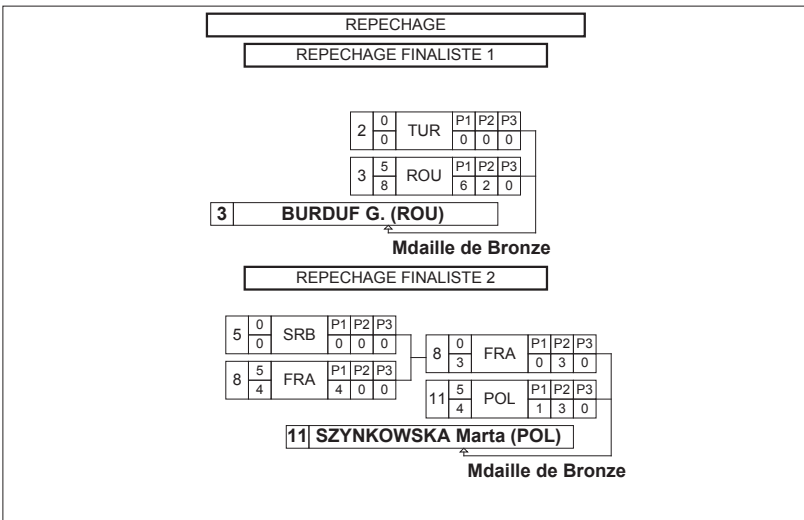 REPECHAGE
REPECHAGE FINALISTE 1
2 0 TUR P1 P2 P3
0 0 0 0
3 5 ROU P1 P2 P3
8 6 2 0
3 BURDUF G. (ROU)
Mdaille de Bronze
REPECHAGE FINALISTE 2
5 0 SRB P1 P2 P3
0 0 0 0
8 5 FRA P1 P2 P3
4 4 0 0
8 0 FRA P1 P2 P3
3 0 3 0
11 5 POL P1 P2 P3
4 1 3 0
11 SZYNKOWSKA Marta (POL)
Mdaille de Bronze